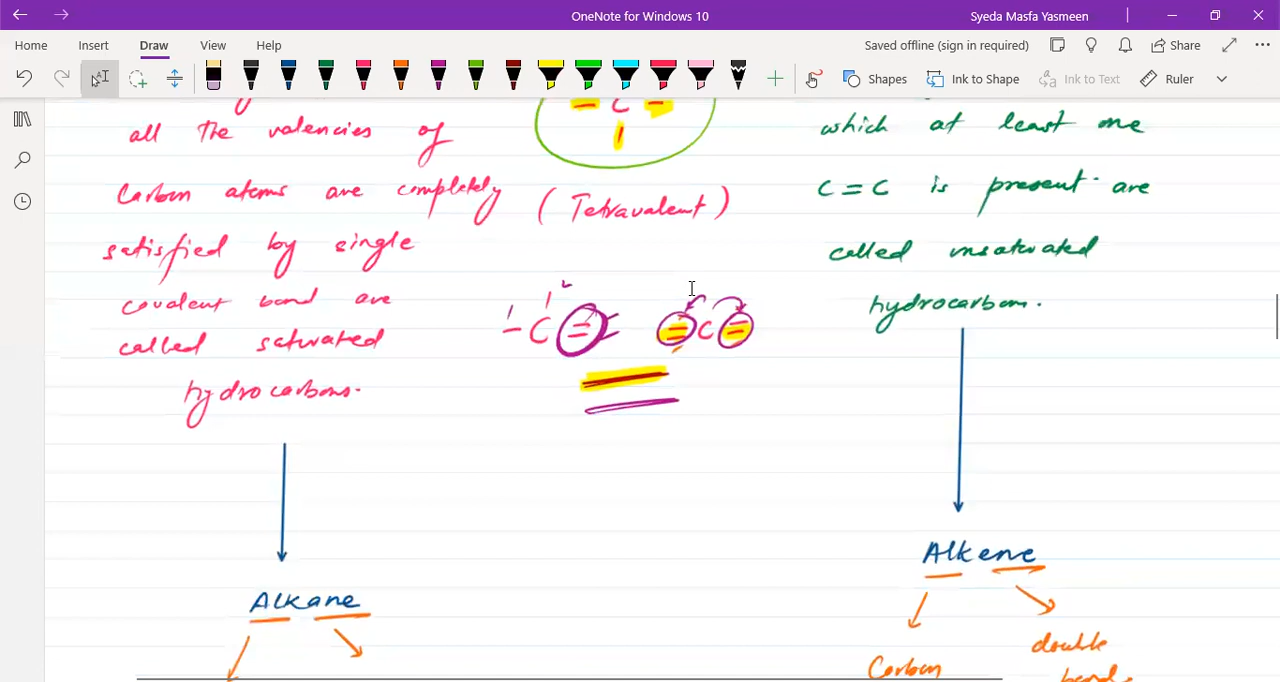 OneNote for Windows 10
Syeda Masfa Yasmeen
Home Insert Draw View Help
Saved offline (sign in required)
Share
Shapes
Ink to Shape
Ink to Text
Ruler
all the valencies of
Carbon atoms are completely
satisfied by single
covalent bond are
called saturated
hydrocarbons.
C
(Tetravalent)
C =
= C =
which at least one
C = C is present are
called unsaturated
hydrocarbon.
Alkane
Alkene
Carbon
double
bond